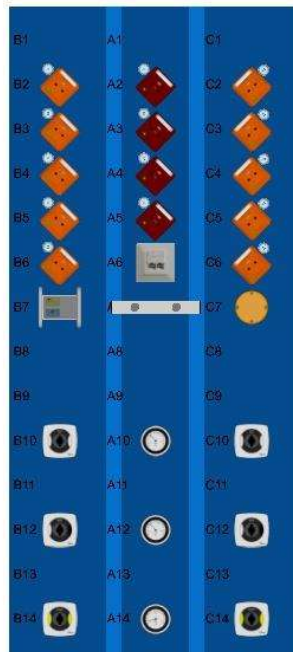 B1 A1 C1
B2 A2 C2
B3 A3 C3
B4 A4 C4
B5 A5 C5
B6 A6 C6
B7 C7
B8 A8 C8
B9 A9 C9
B10 A10 C10
B11 A11 C11
B12 A12 C12
B13 A13 C13
B14 A14 C14